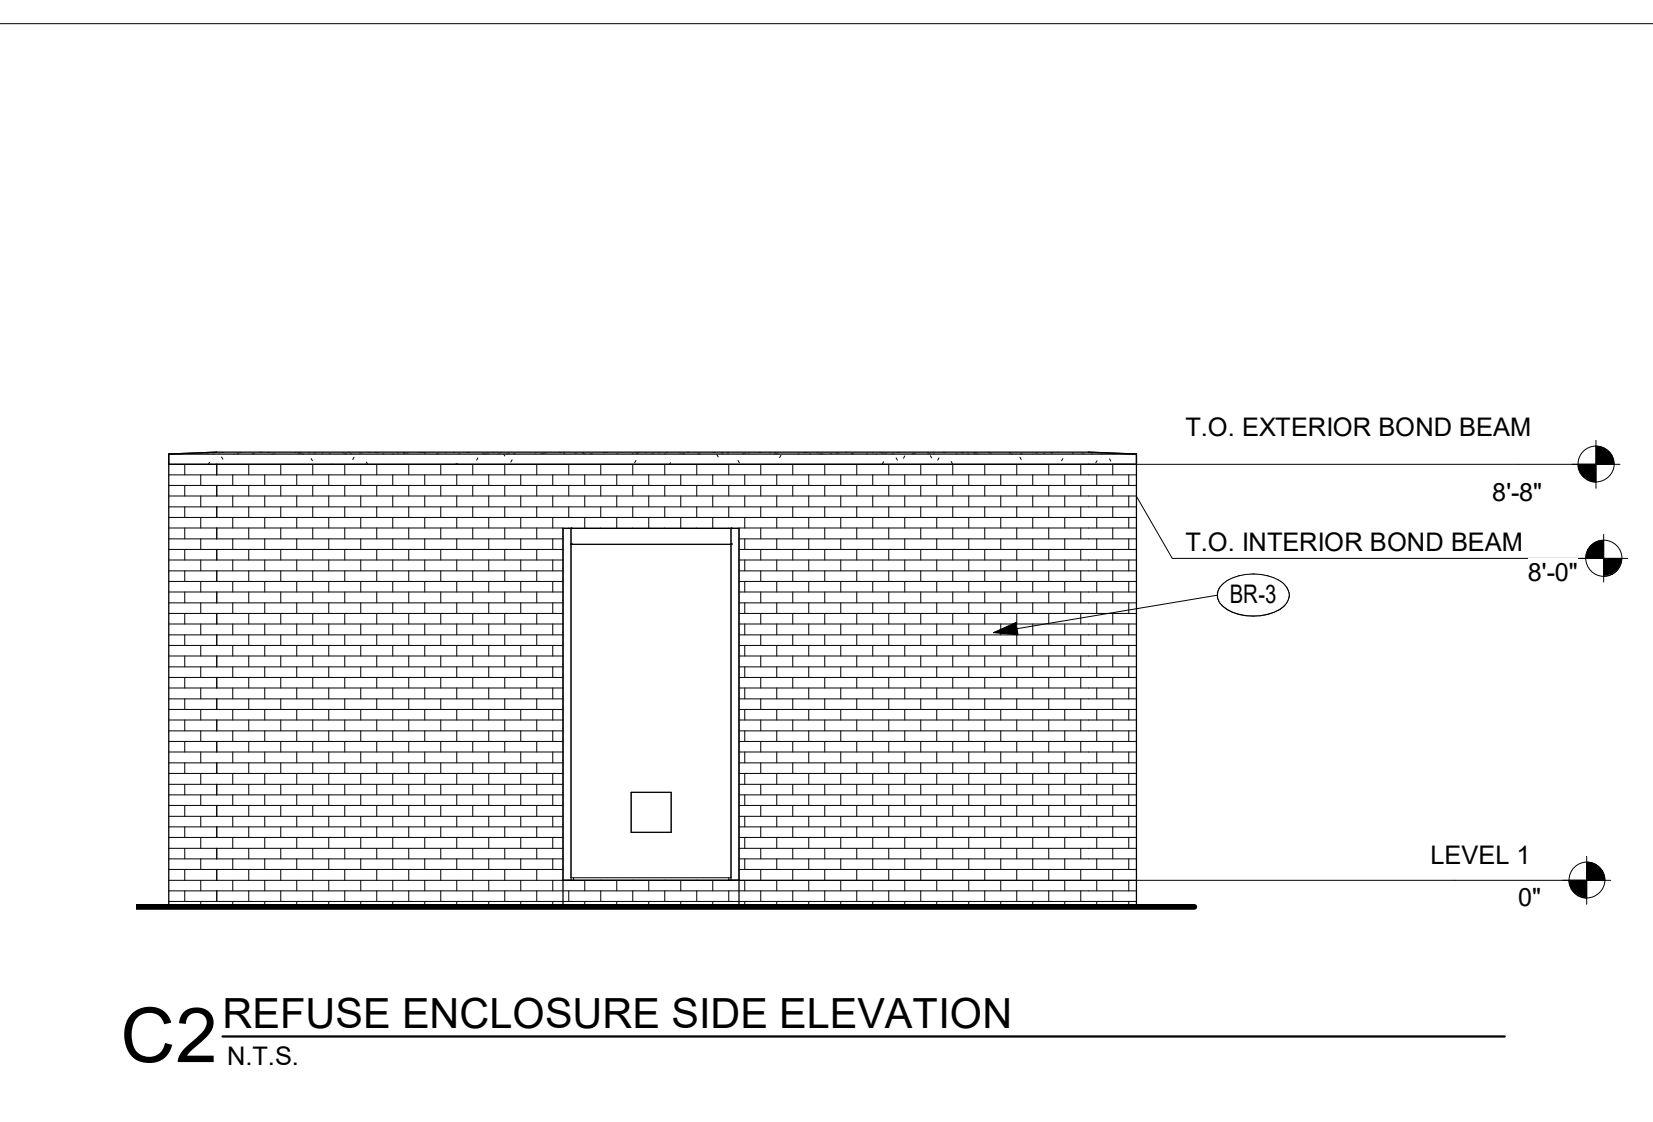 T.O. EXTERIOR BOND BEAM
8'-8"
T.O. INTERIOR BOND BEAM
8'-0"
BR-3
LEVEL 1
0"
C2 REFUSE ENCLOSURE SIDE ELEVATION
N.T.S.